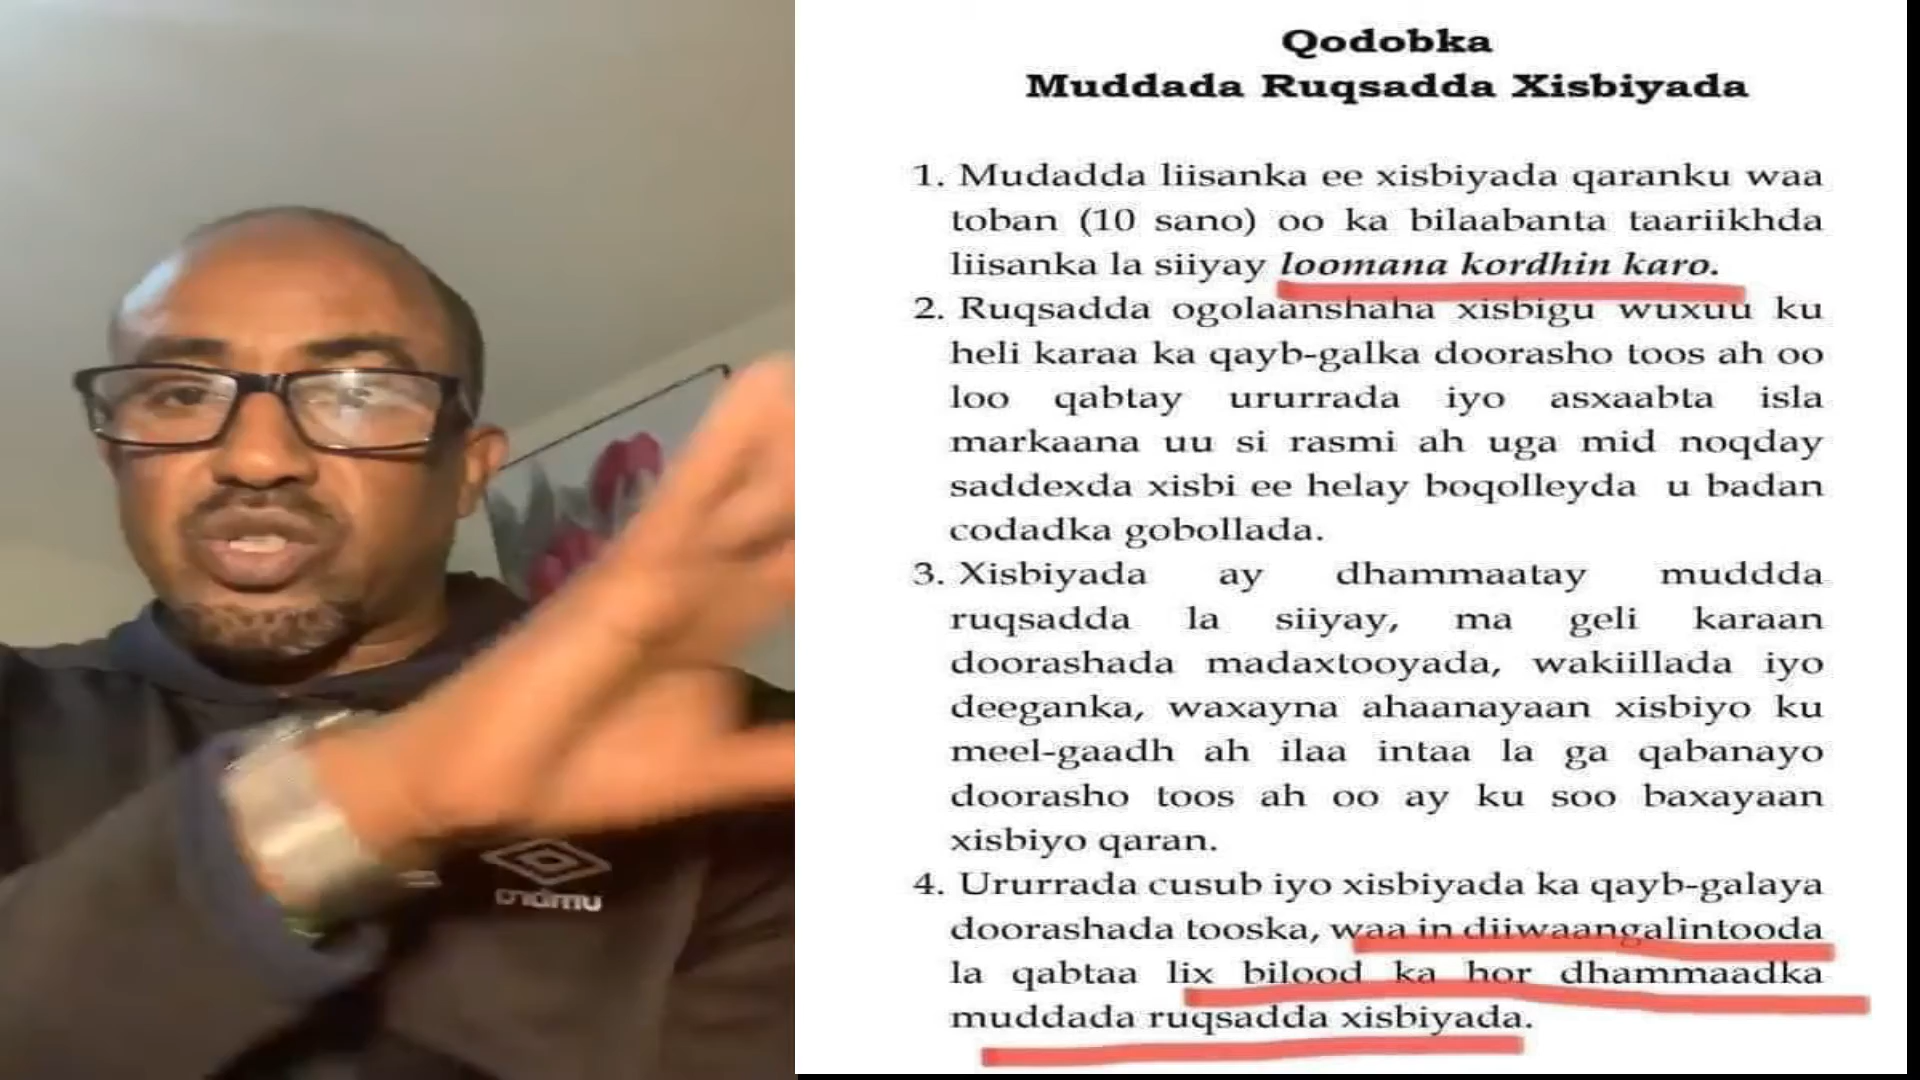 Qodobka
Muddada Ruqsadda Xisbiyada
1. Mudadda liisanka ee xisbiyada qaranku waa
toban (10 sano) oo ka bilaabanta taariikhda
liisanka la siiyay loomana kordhin karo.
2. Ruqsadda ogolaanshaha xisbigu wuxuu ku
heli karaa ka qayb-galka doorasho toos ah oo
loo qabtay ururrada iyo asxaabta isla
markaana uu si rasmi ah uga mid noqday
saddexda xisbi ee helay boqolleyda u badan
codadka gobollada.
3. Xisbiyada ay dhammaatay muddda
ruqsadda la siiyay, ma geli karaan
doorashada madaxtooyada, wakiillada iyo
deeganka, waxayna ahaanayaan xisbiyo ku
meel-gaadh ah ilaa intaa la ga qabanayo
doorasho toos ah oo ay ku soo baxayaan
xisbiyo qaran.
4. Ururrada cusub iyo xisbiyada ka qayb-galaya
doorashada tooska, waa in diiwaangalintooda
la qabtaa lix bilood ka hor dhammaadka
muddada ruqsadda xisbiyada.